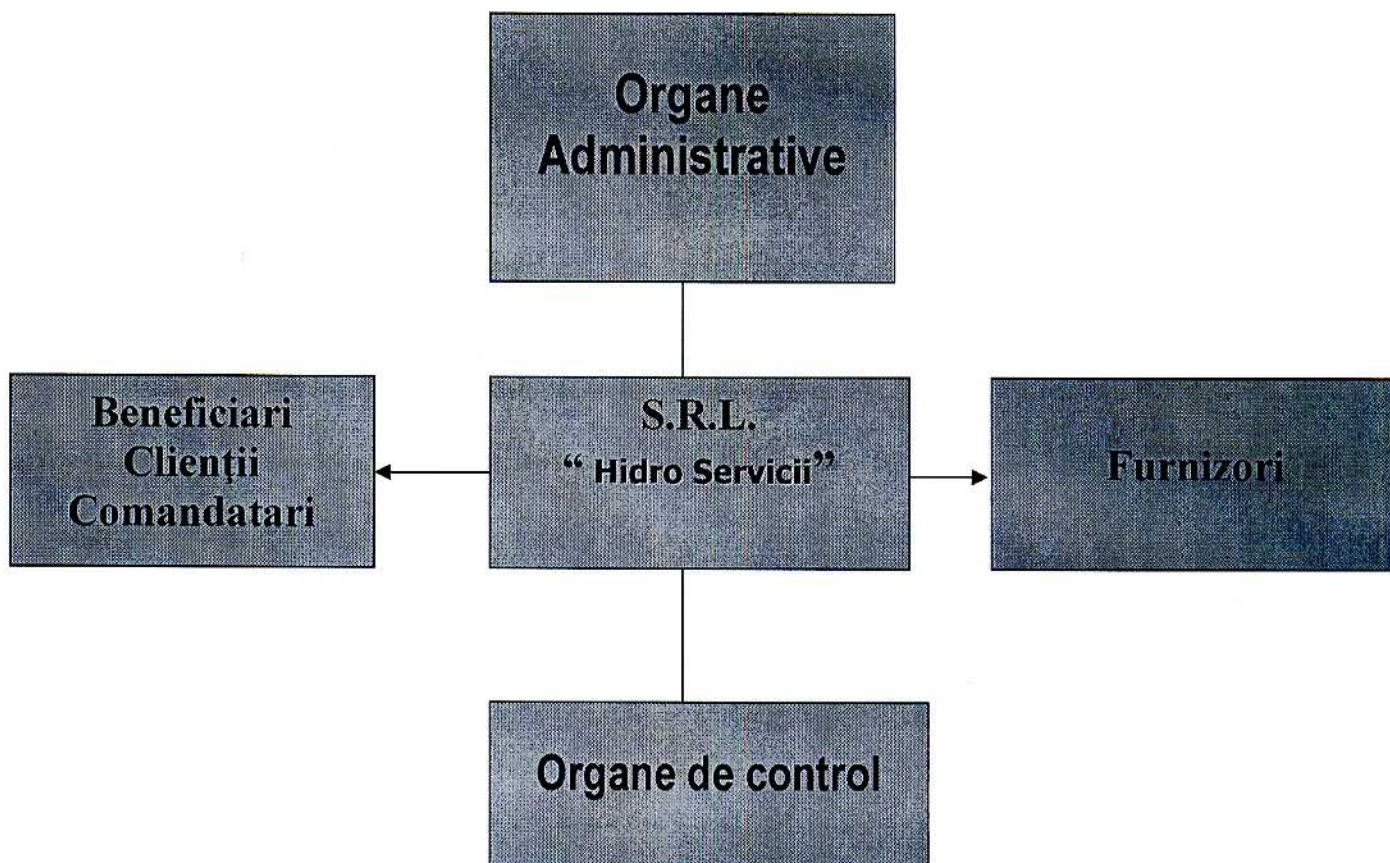 Organe
Administrative
Beneficiari
Clienţii
Comandatari
S.R.L.
“ Hidro Servicii”
Furnizori
Organe de control